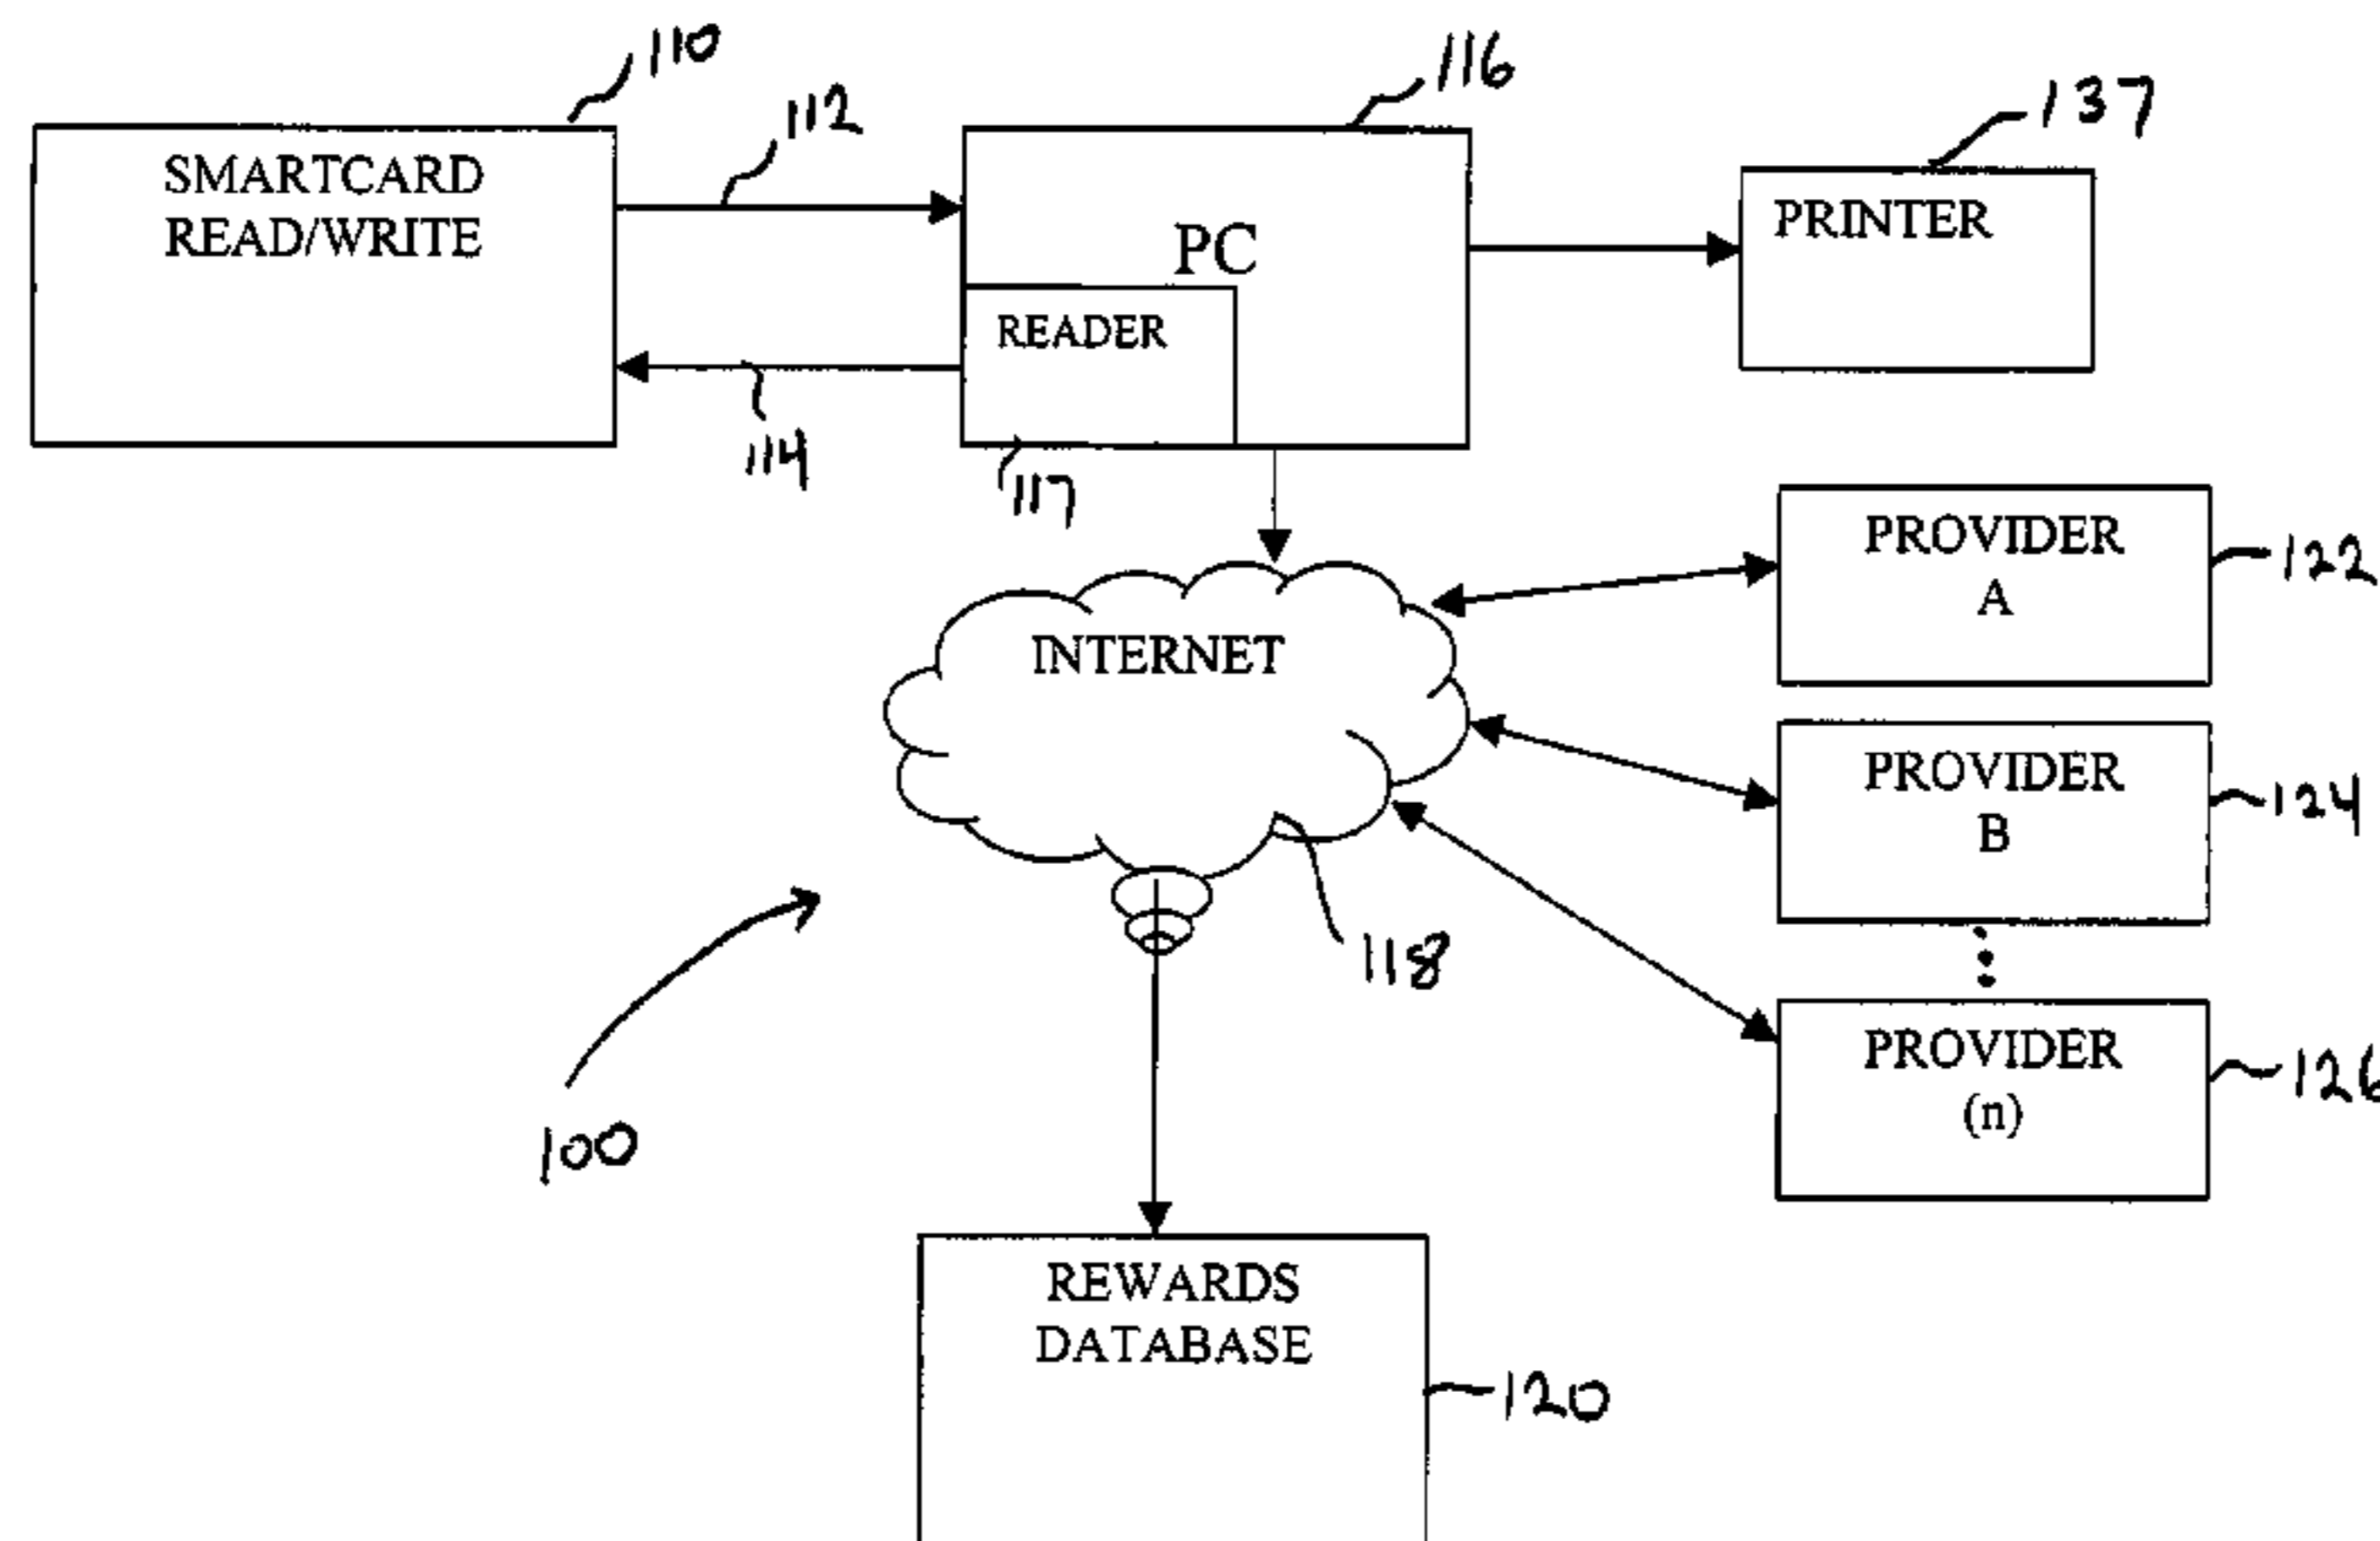 110
116
137
112
SMARTCARD
READ/WRITE
PC
PRINTER
READER
114
117
PROVIDER
A
122
INTERNET
PROVIDER
B
124
118
PROVIDER
(n)
126
100
REWARDS
DATABASE
120